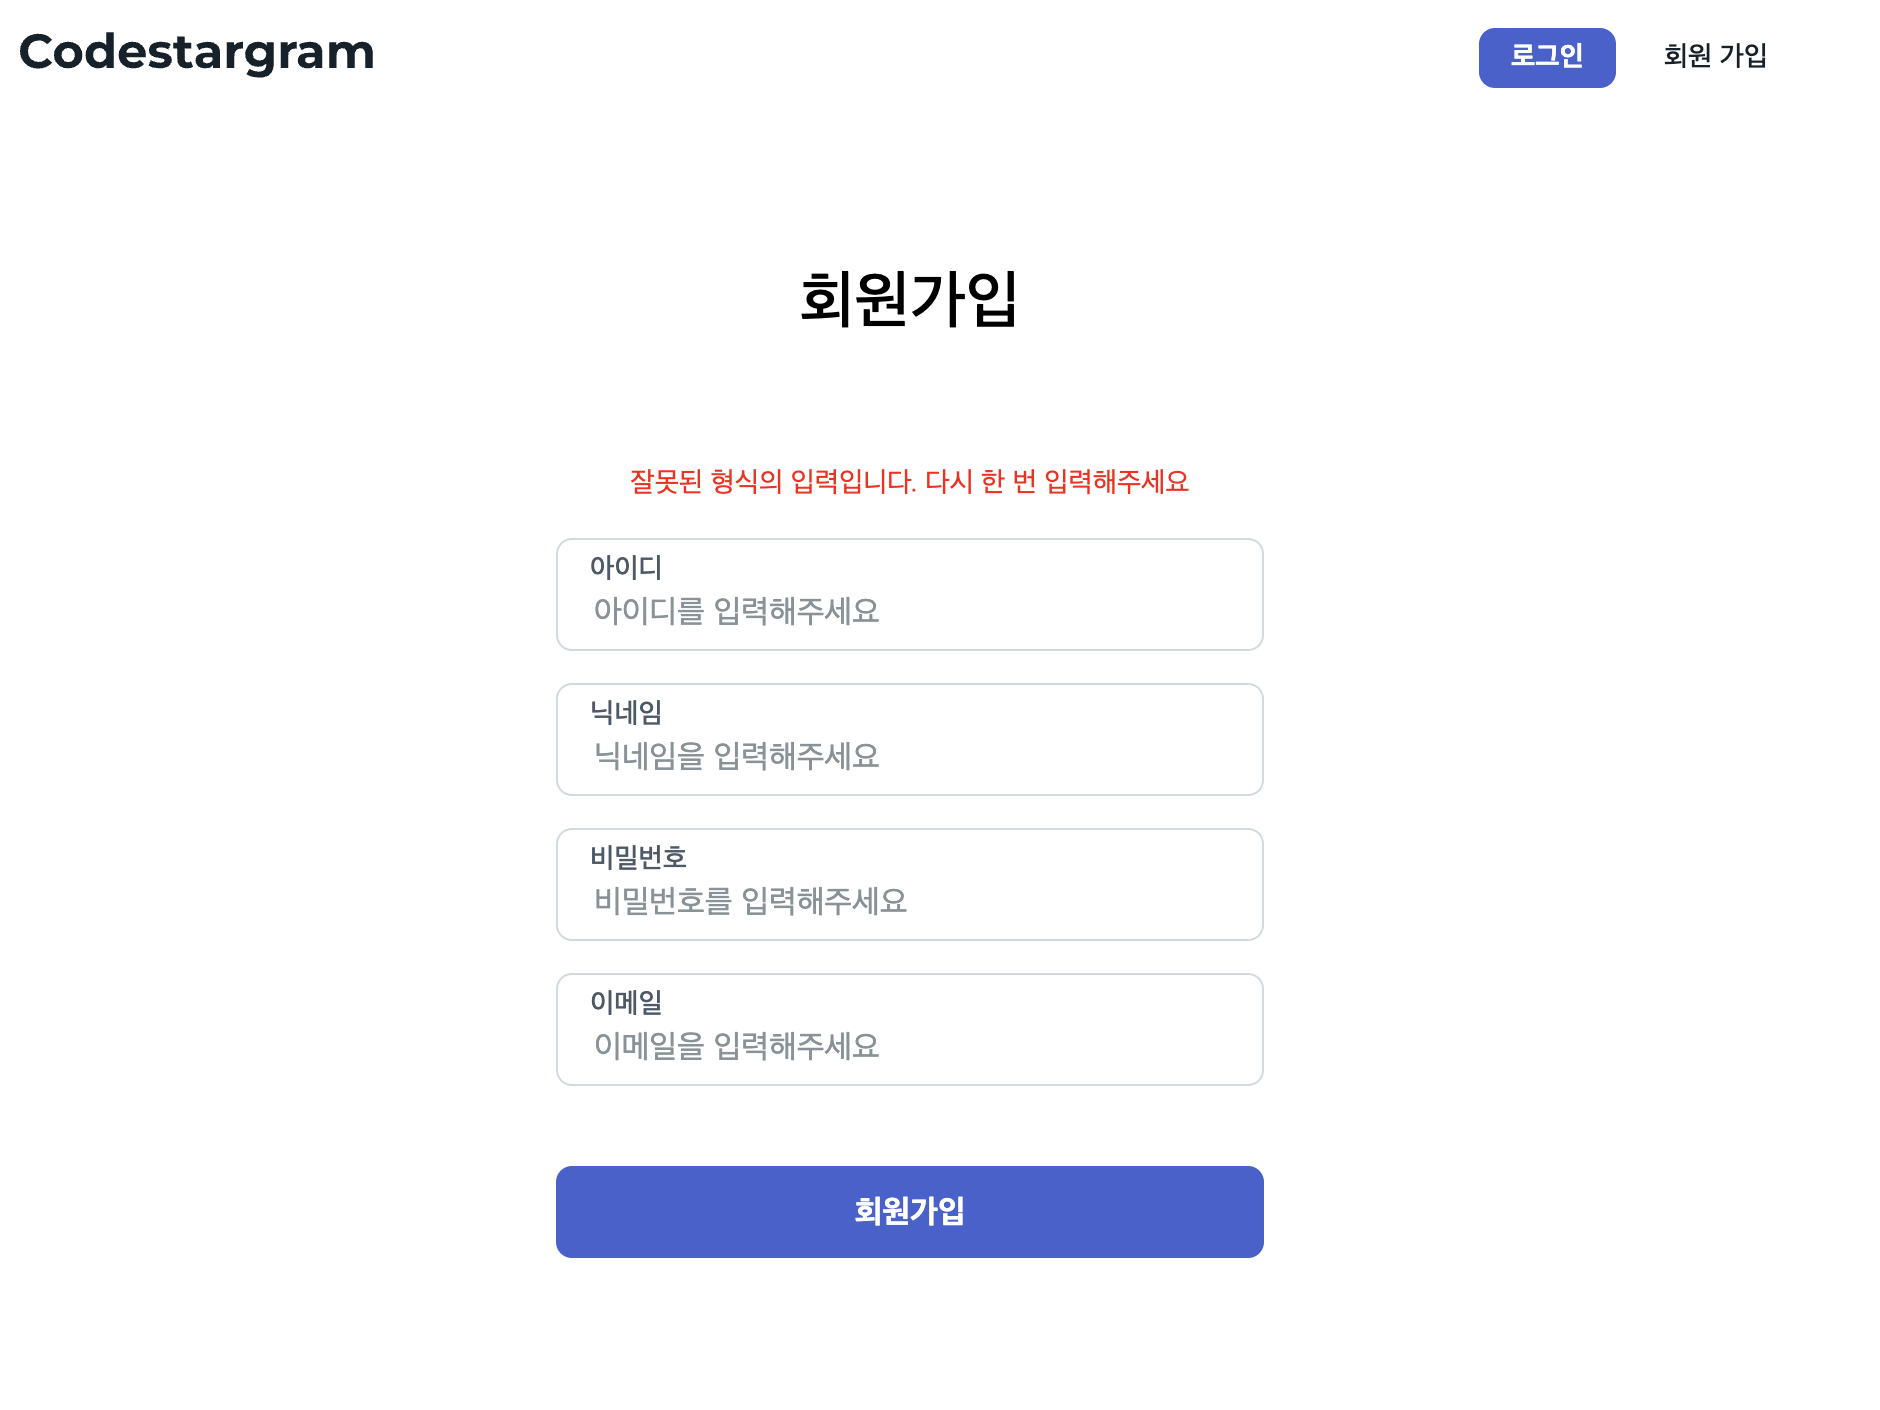 Codestargram
로그인
회원 가입
회원가입
잘못된 형식의 입력입니다. 다시 한 번 입력해주세요
아이디
아이디를 입력해주세요
닉네임
닉네임을 입력해주세요
비밀번호
비밀번호를 입력해주세요
이메일
이메일을 입력해주세요
회원가입